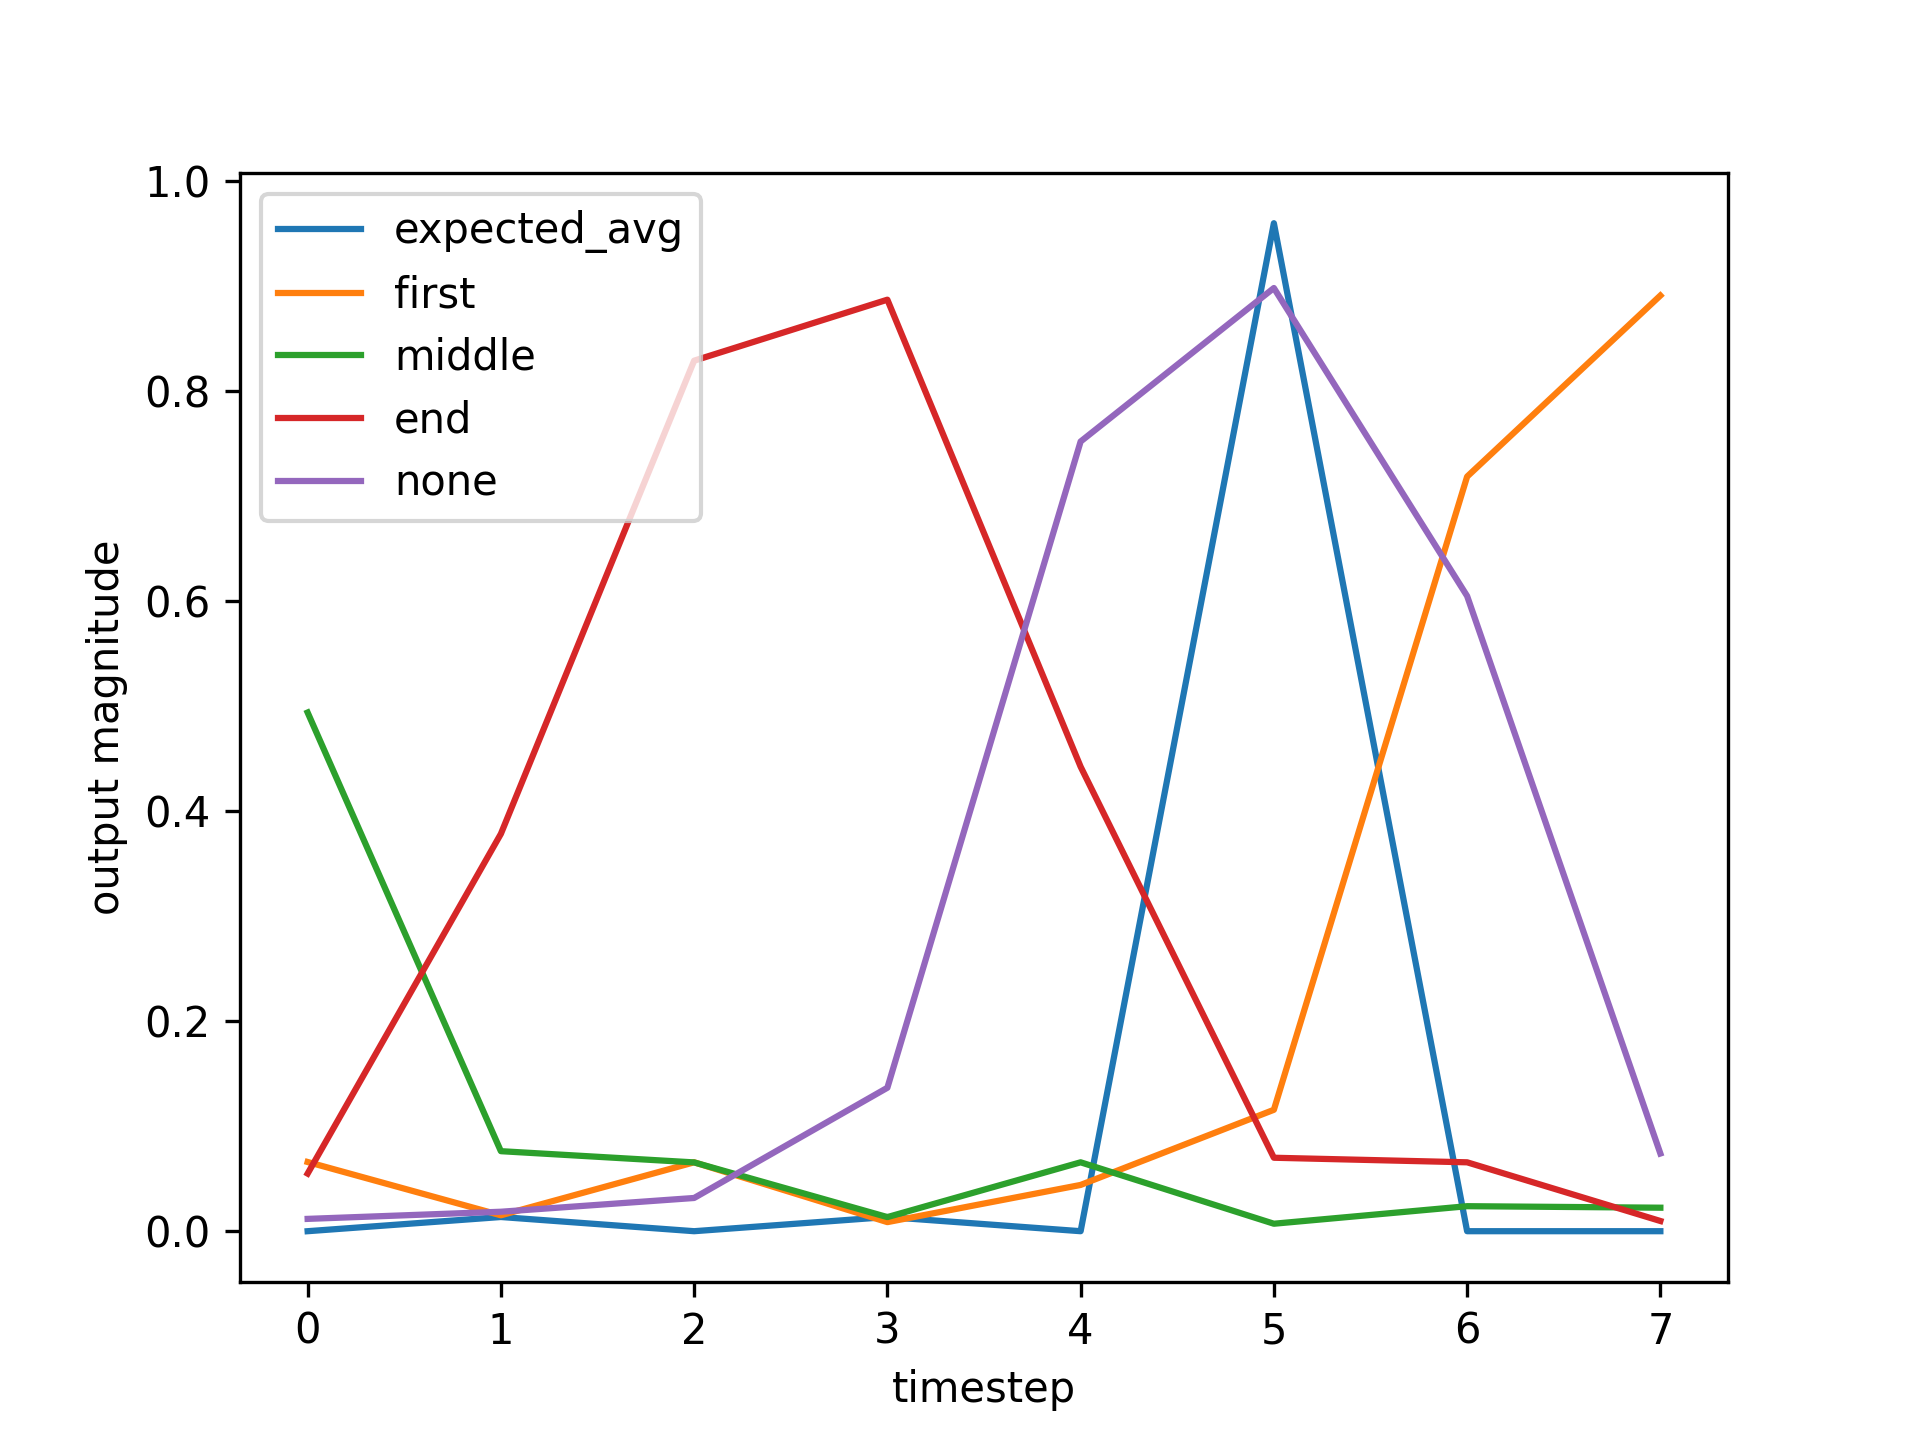 1.0
0.8
0.6
0.4
0.2
0.0
output magnitude
expected_avg
first
middle
end
none
0 1 2 3 4 5 6 7
timestep